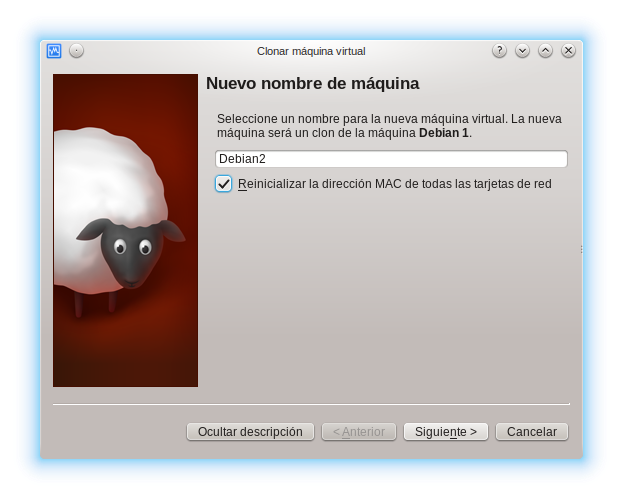 Clonar máquina virtual
Nuevo nombre de máquina
Seleccione un nombre para la nueva máquina virtual. La nueva
máquina será un clon de la máquina Debian 1.
Debian2
Reinicializar la dirección MAC de todas las tarjetas de red
Ocultar descripción
< Anterior
Siguiente >
Cancelar